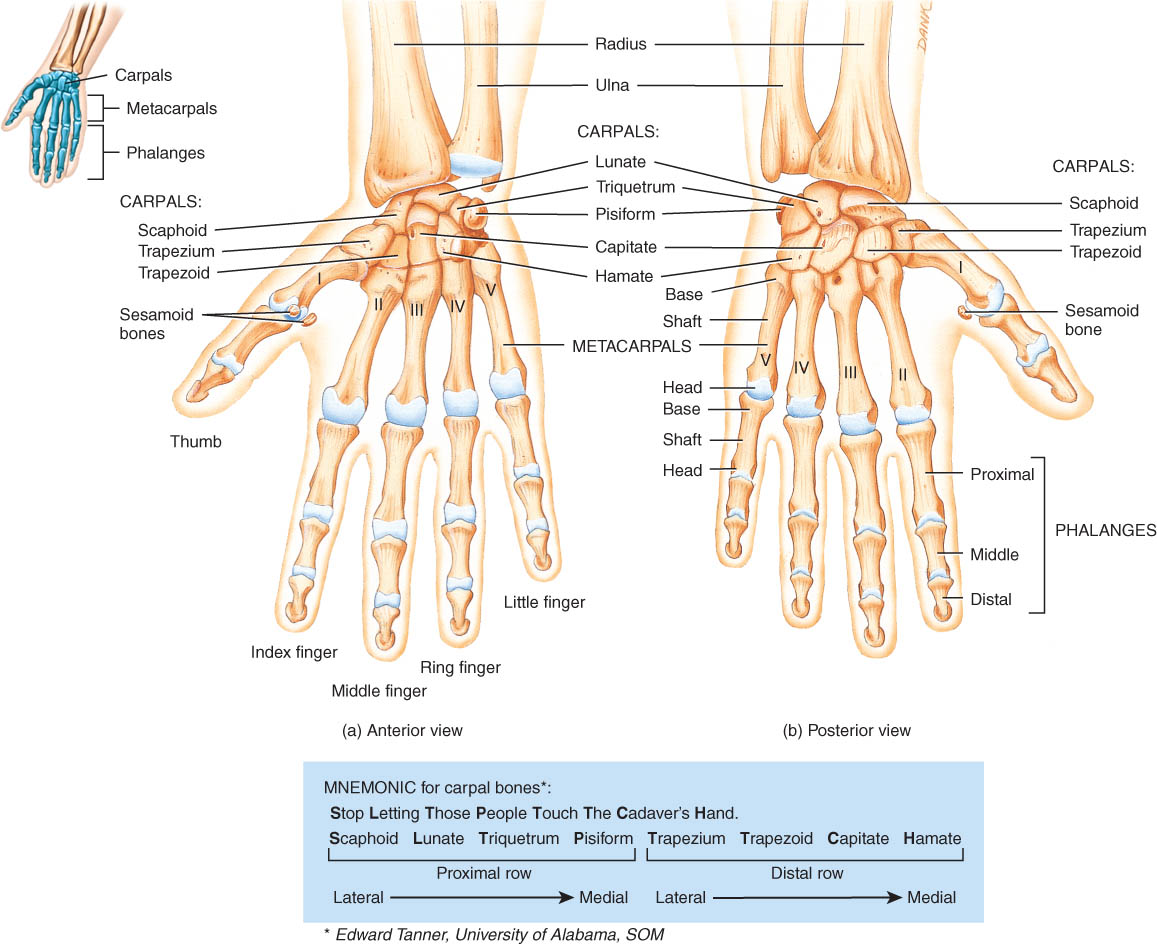 Carpals
Metacarpals
Phalanges
CARPALS:
Scaphoid
Trapezium
Trapezoid
Sesamoid
bones
Thumb
I
II
III
IV
V
Index finger
Middle finger
Ring finger
Little finger
(a) Anterior view
Radius
Ulna
CARPALS:
Lunate
Triquetrum
Pisiform
Capitate
Hamate
Base
Shaft
METACARPALS
Head
Base
Shaft
Head
DANK
V
IV
III
II
I
CARPALS:
Scaphoid
Trapezium
Trapezoid
Sesamoid
bone
Proximal
PHALANGES
Middle
Distal
(b) Posterior view
MNEMONIC for carpal bones*:
Stop Letting Those People Touch The Cadaver's Hand.
Scaphoid Lunate Triquetrum Pisiform Trapezium Trapezoid Capitate Hamate
Proximal row Distal row
Lateral Medial Lateral Medial
* Edward Tanner, University of Alabama, SOM